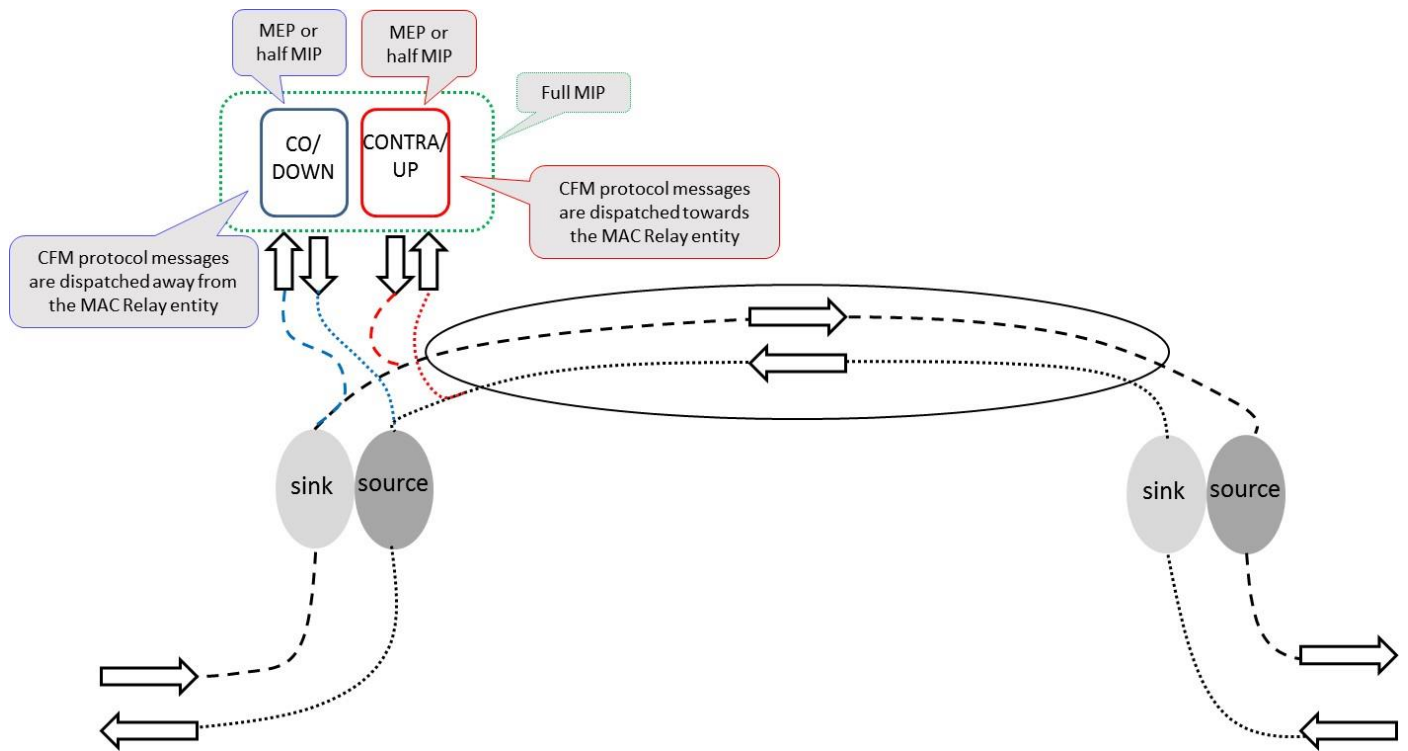 MEP or
half MIP
MEP or
half MIP
Full MIP
CO/
DOWN
CONTRA/
UP
CFM protocol messages
are dispatched towards
the MAC Relay entity
CFM protocol messages
are dispatched away from
the MAC Relay entity
sink
source
sink
source